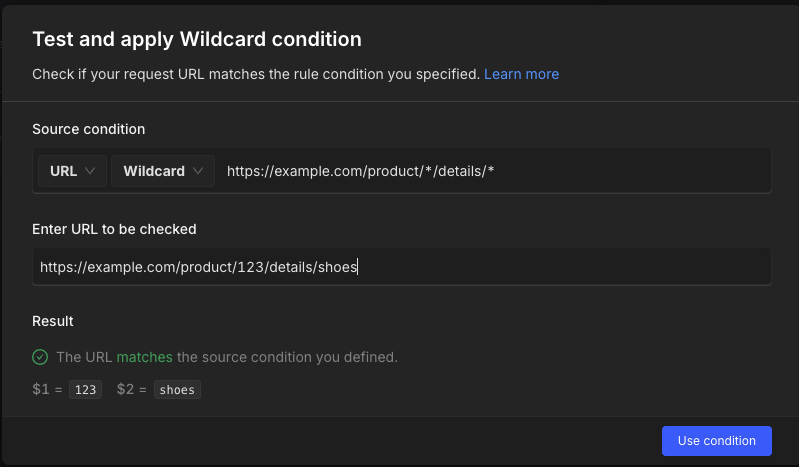 Test and apply Wildcard condition
Check if your request URL matches the rule condition you specified. Learn more
Source condition
URL Wildcard https://example.com/product/*/details/*
Enter URL to be checked
https://example.com/product/123/details/shoes
Result
The URL matches the source condition you defined.
$1 = 123 $2 = shoes
Use condition